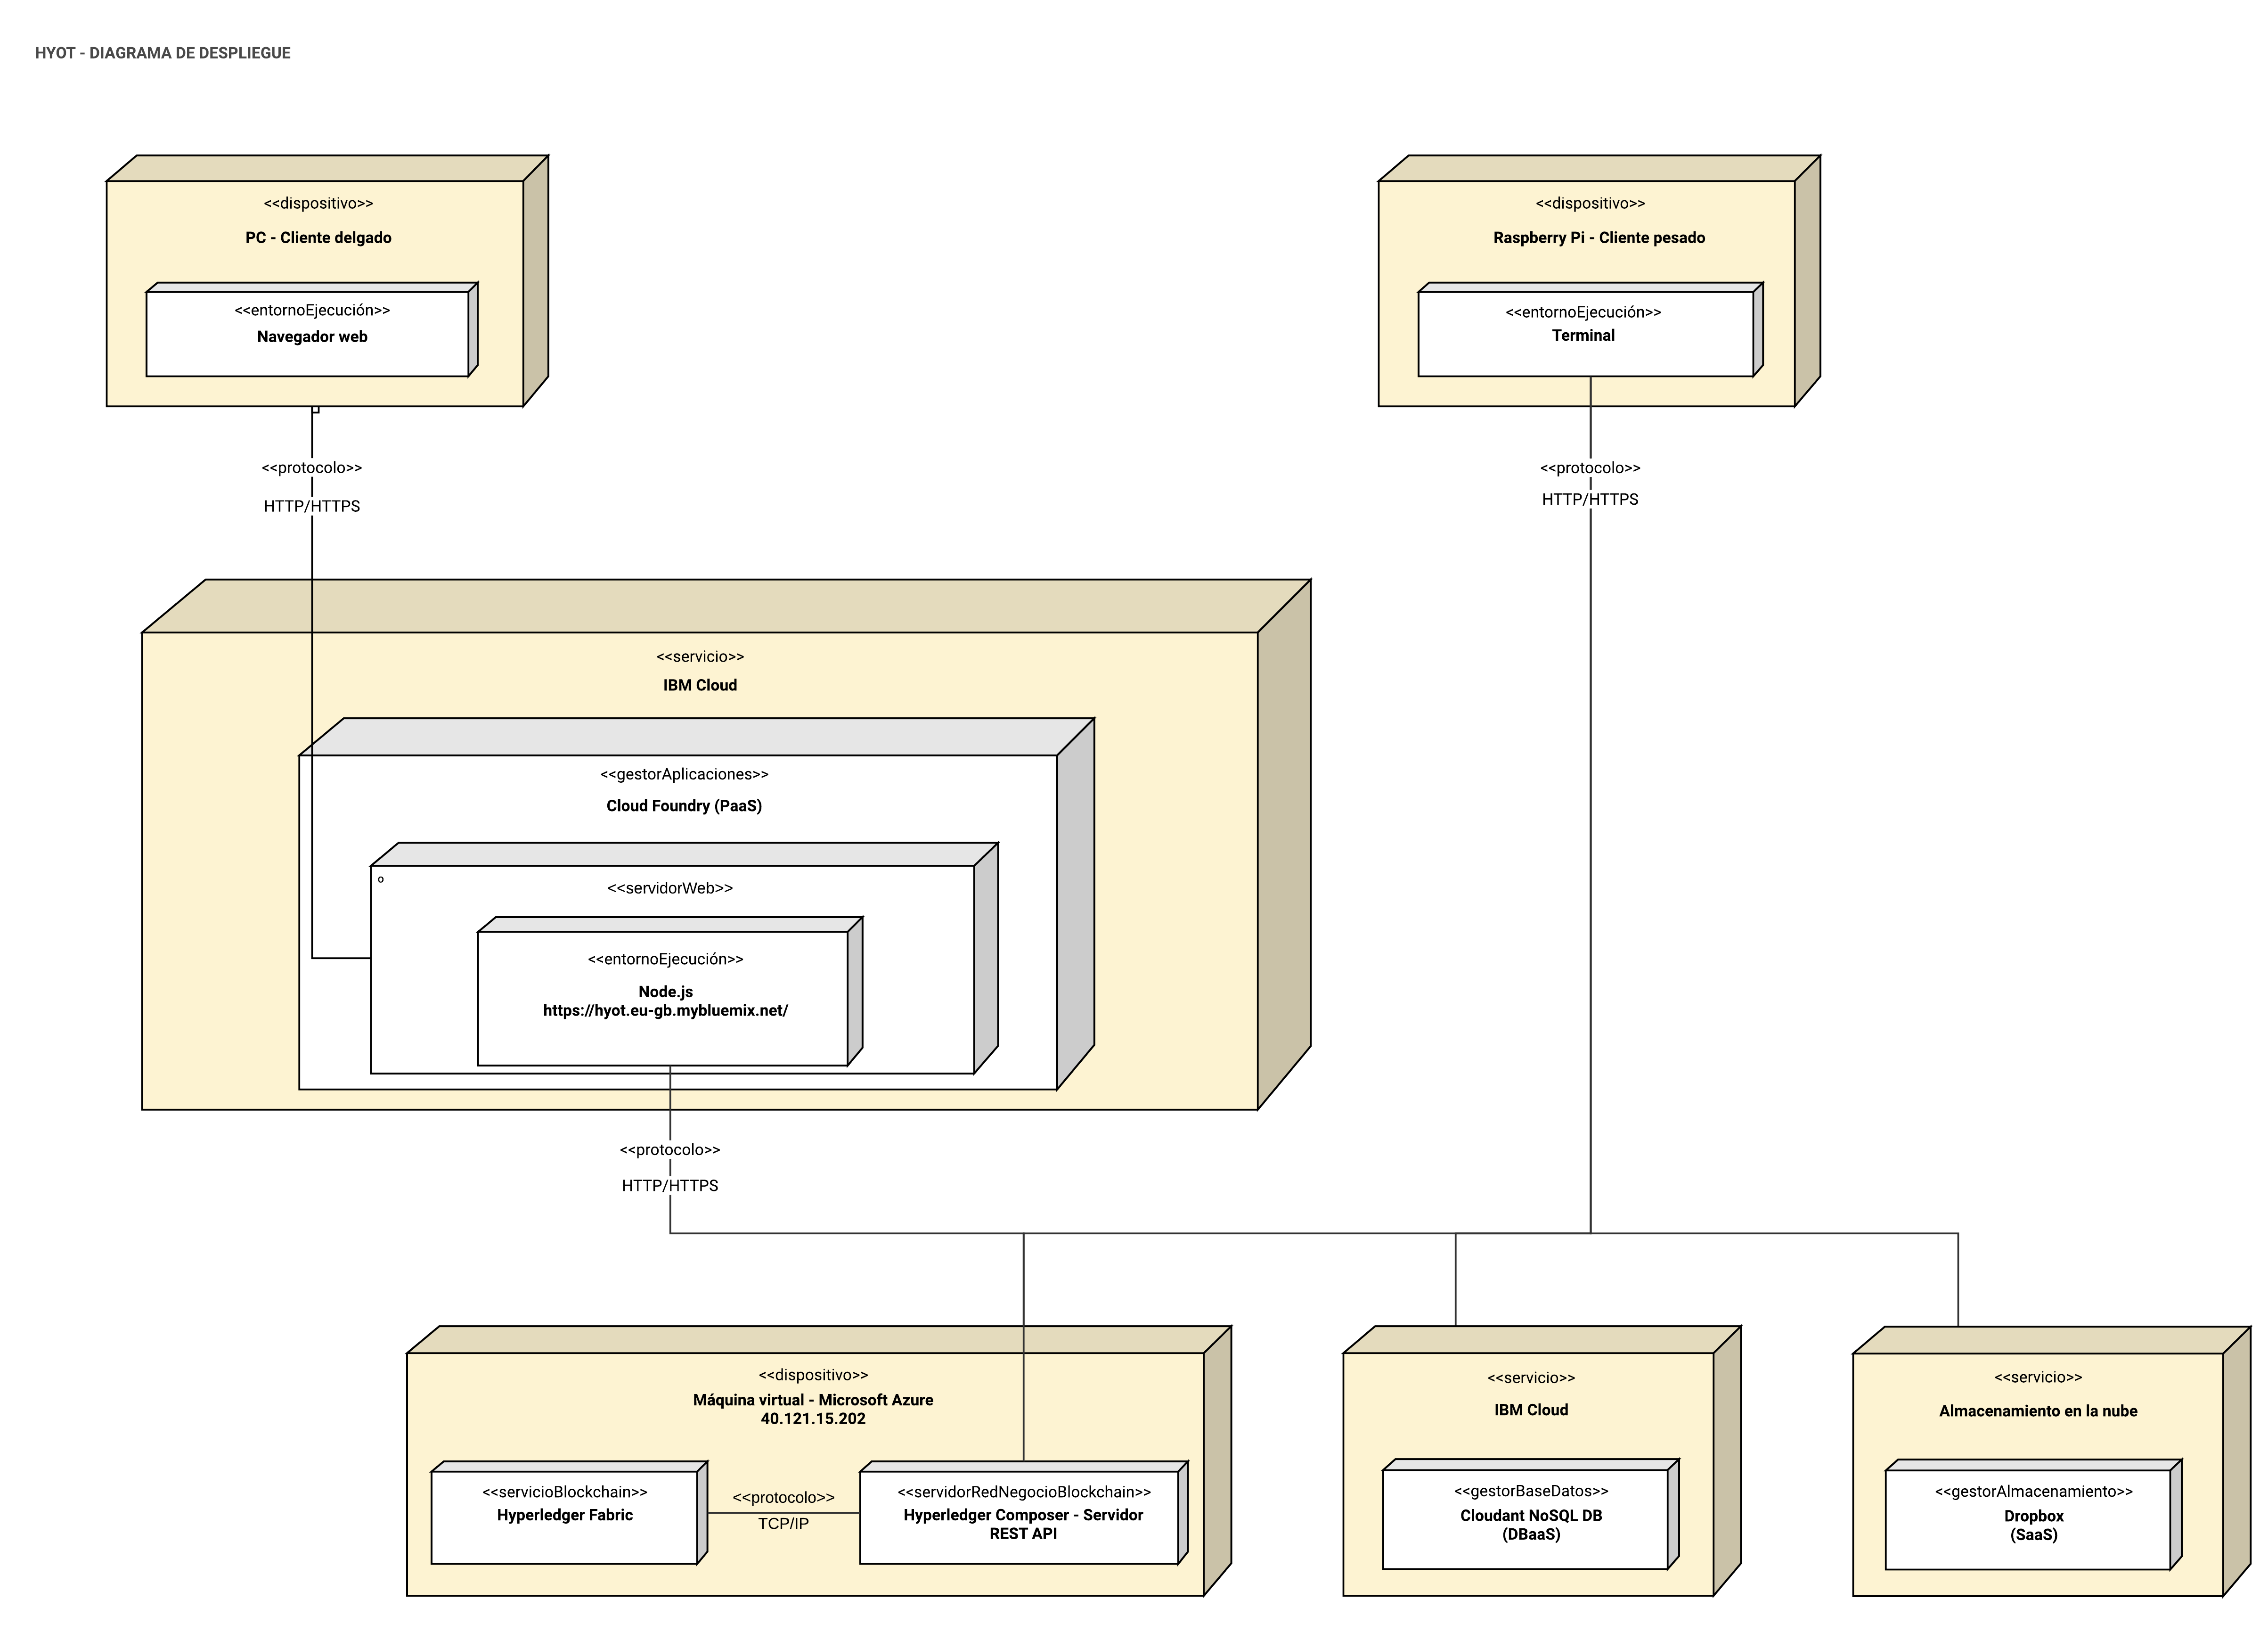 HYOT - DIAGRAMA DE DESPLIEGUE
<<dispositivo>>
PC - Cliente delgado
<<entornoEjecución>>
Navegador web
<<protocolo>>
HTTP/HTTPS
<<dispositivo>>
Raspberry Pi - Cliente pesado
<<entornoEjecución>>
Terminal
<<protocolo>>
HTTP/HTTPS
<<servicio>>
IBM Cloud
<<gestorAplicaciones>>
Cloud Foundry (PaaS)
o
<<servidorWeb>>
<<entornoEjecución>>
Node.js
https://hyot.eu-gb.mybluemix.net/
<<protocolo>>
HTTP/HTTPS
<<dispositivo>>
Máquina virtual - Microsoft Azure
40.121.15.202
<<servicioBlockchain>>
Hyperledger Fabric
<<protocolo>>
TCP/IP
<<servidorRedNegocioBlockchain>>
Hyperledger Composer - Servidor
REST API
<<servicio>>
IBM Cloud
<<gestorBaseDatos>>
Cloudant NoSQL DB
(DBaaS)
<<servicio>>
Almacenamiento en la nube
<<gestorAlmacenamiento>>
Dropbox
(SaaS)